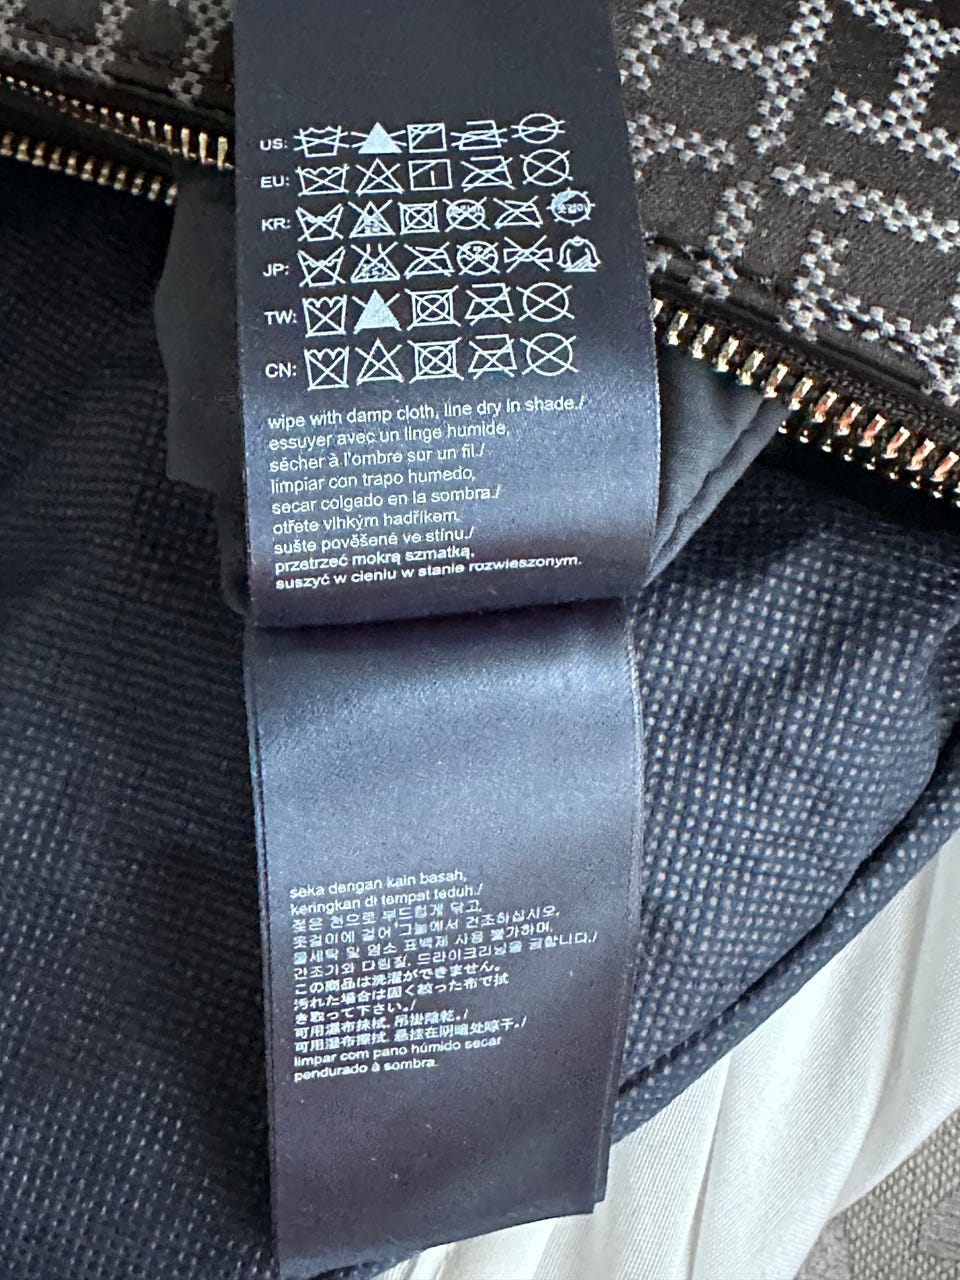 US:
EU:
KR:
JP:
TW:
CN:
wipe with damp cloth, line dry in shade./
essuyer avec un linge humide,
sécher à l'ombre sur un fil./
limpiar con trapo humedo,
secar colgado en la sombra./
otřete vlhkým hadříkem,
sušte pověšené ve stínu./
przetrzeć mokrą szmatką,
suszyć w cieniu w stanie rozwieszonym.
seka dengan kain basah,
keringkan di tempat teduh./
젖은 천으로 부드럽게 닦고,
옷걸이에 걸어 그늘에서 건조하십시오,
물세탁 및 염소 표백제 사용 불가하며,
건조기와 다림질, 드라이크리닝을 금합니다./
この商品は洗濯ができません。
汚れた場合は固く絞った布で拭
き取って下さい。/
可用濕布抹拭, 吊掛陰乾。/
可用湿布擦拭, 悬挂在阴暗处晾干。/
limpar com pano húmido secar
pendurado à sombra.